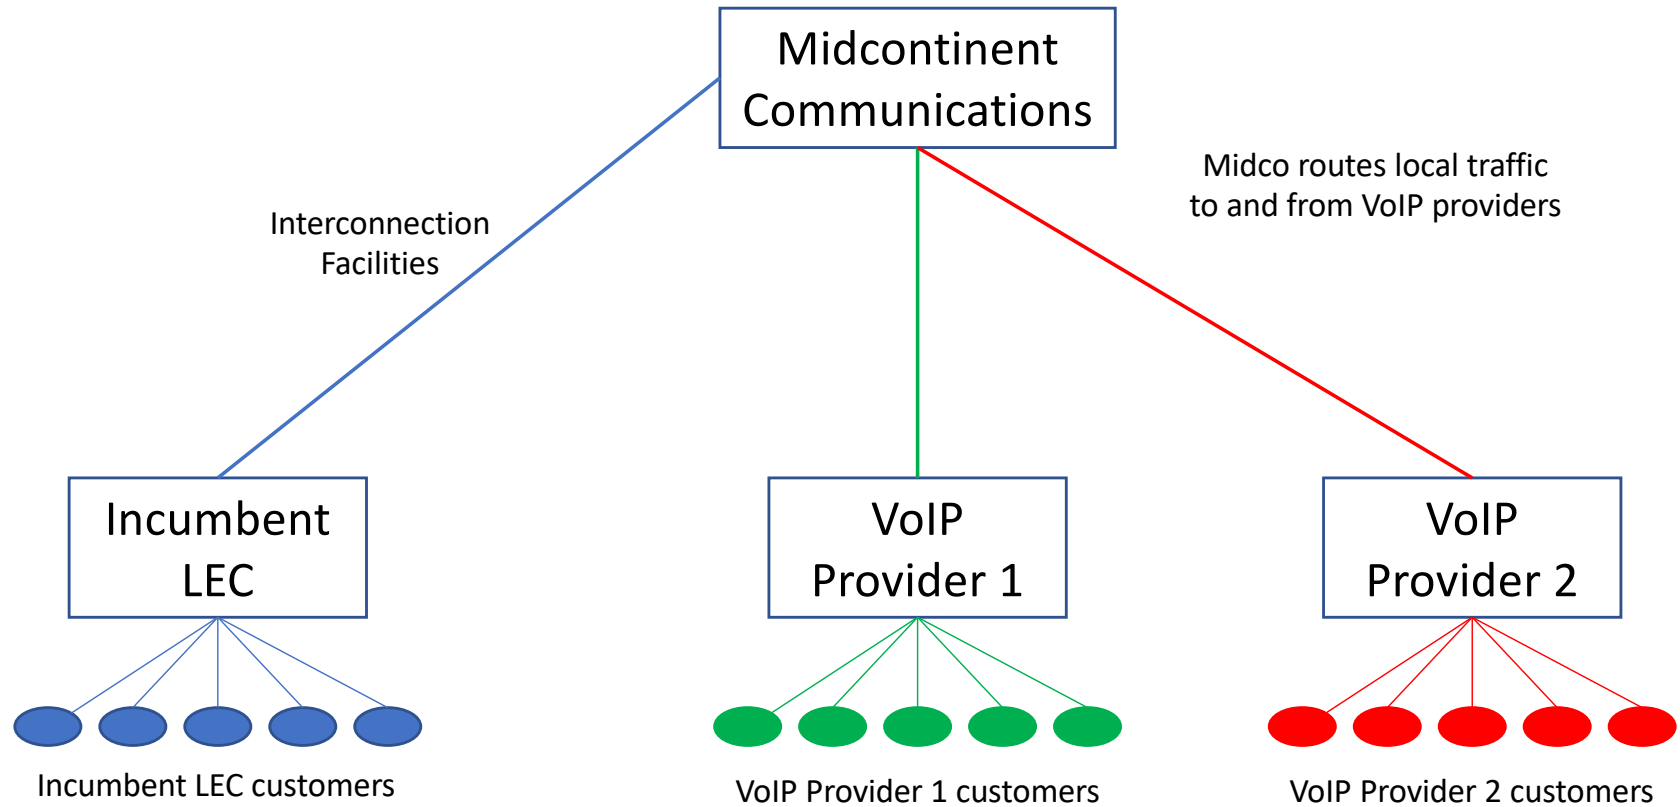 Midcontinent
Communications
Midco routes local traffic
to and from VoIP providers
Interconnection
Facilities
Incumbent
LEC
VoIP
Provider 1
VoIP
Provider 2
Incumbent LEC customers
VoIP Provider 1 customers
VoIP Provider 2 customers